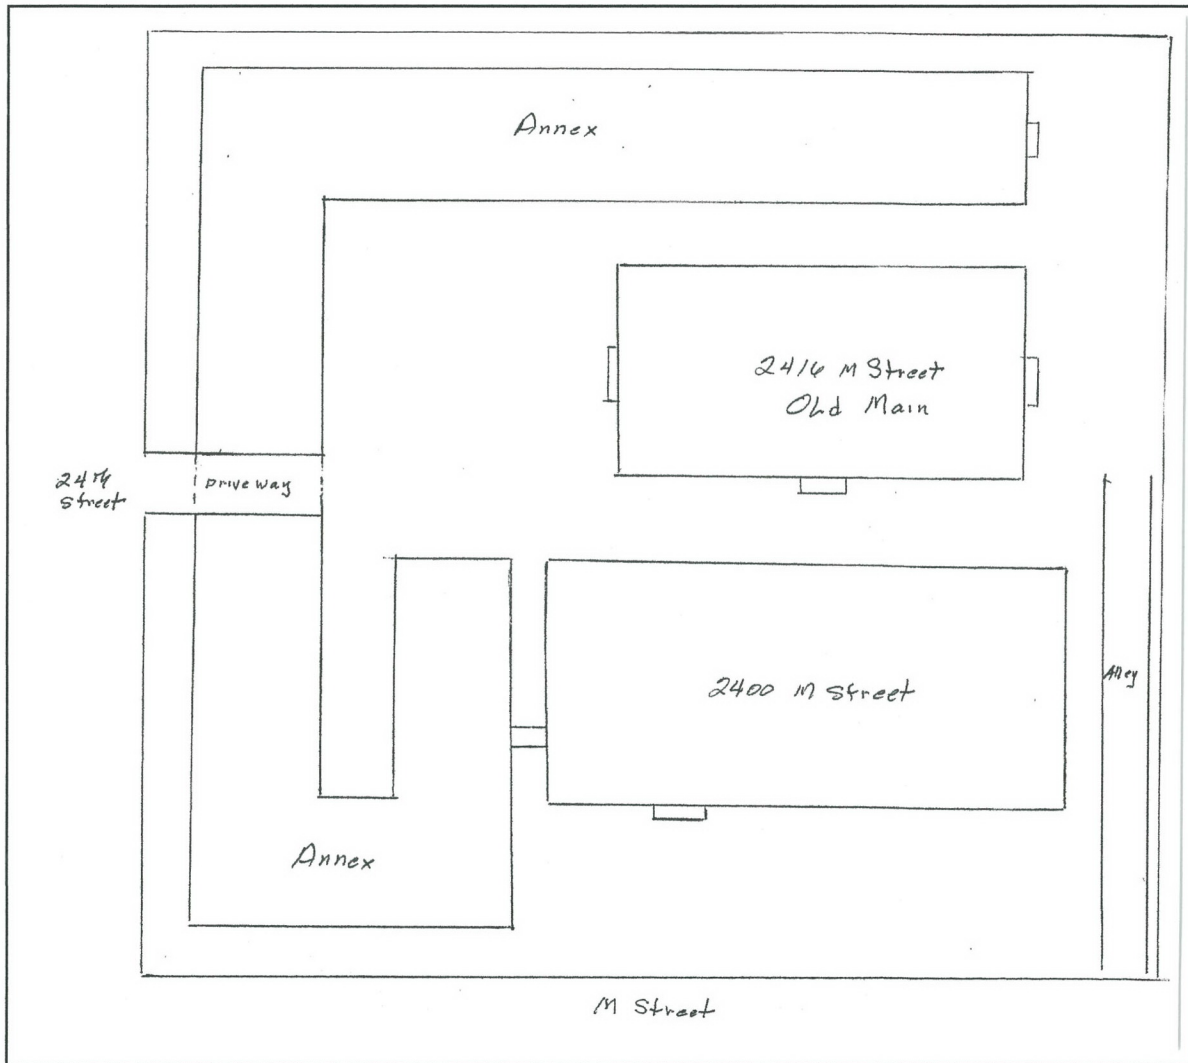 Annex
2416 M Street
Old Main
24th
Street
Driveway
2400 M Street
Alley
Annex
M Street